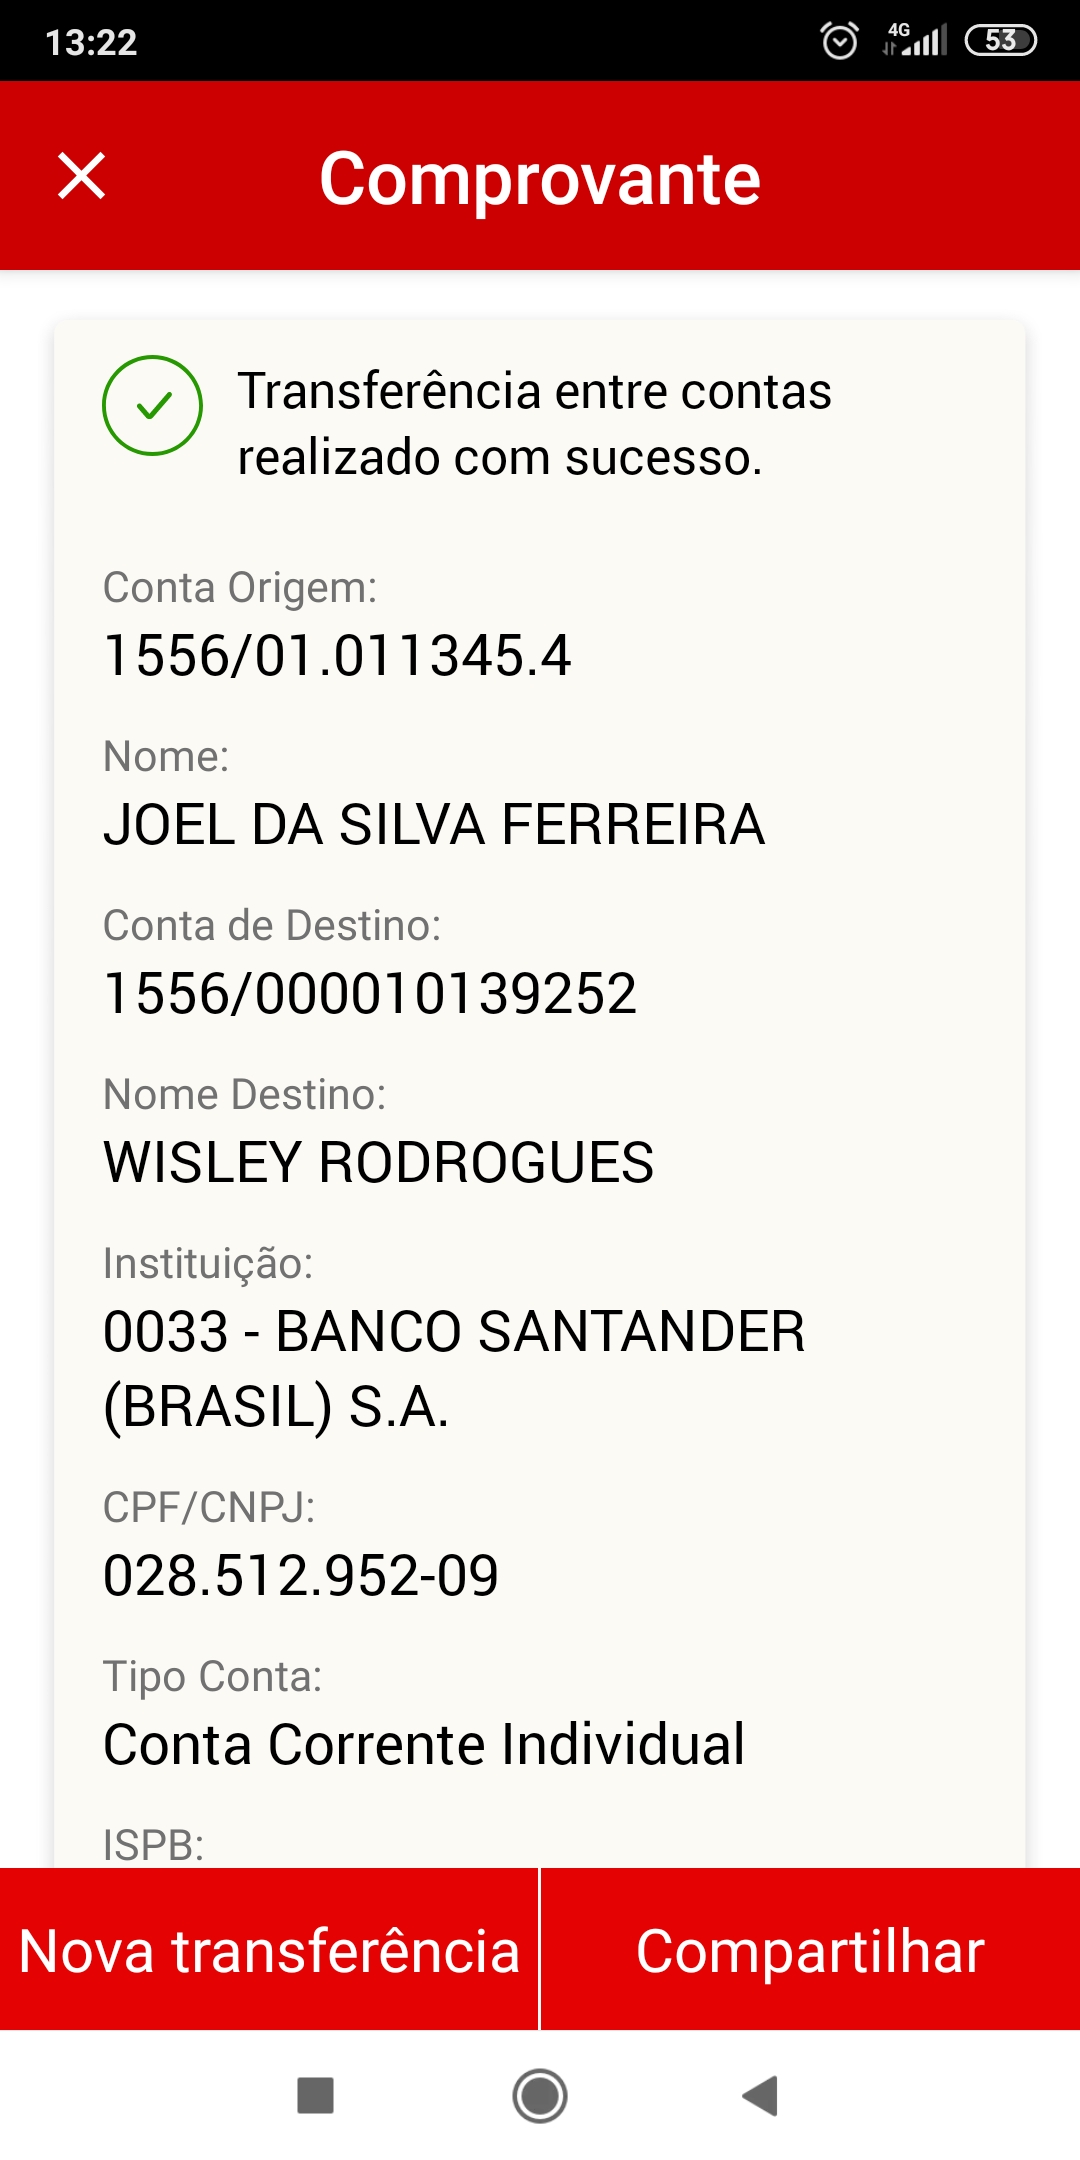 13:22
4G
53
Comprovante
Transferência entre contas
realizado com sucesso.
Conta Origem:
1556/01.011345.4
Nome:
JOEL DA SILVA FERREIRA
Conta de Destino:
1556/000010139252
Nome Destino:
WISLEY RODROGUES
Instituição:
0033 - BANCO SANTANDER
(BRASIL) S.A.
CPF/CNPJ:
028.512.952-09
Tipo Conta:
Conta Corrente Individual
ISPB:
Nova transferência
Compartilhar